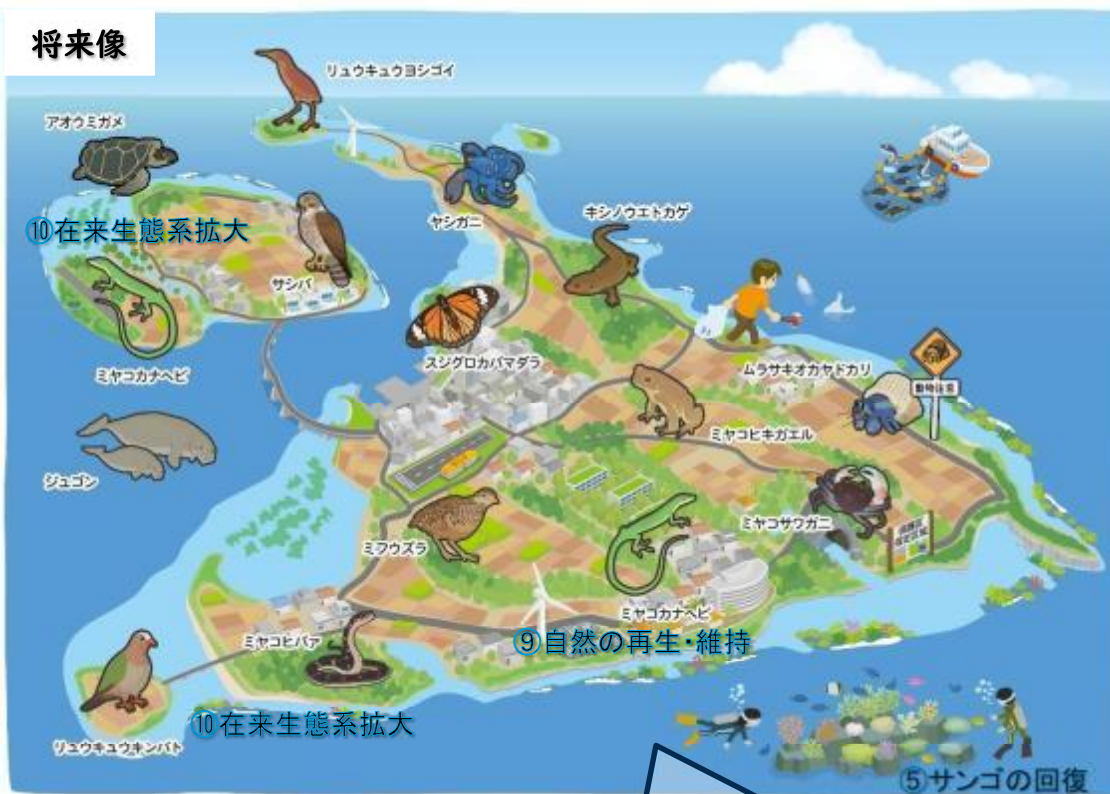 将来像
リュウキュウヨシゴイ
アオウミガメ
ヤシガニ
キシノウエトカゲ
⑩在来生態系拡大
サシバ
スジグロカバマダラ
ムラサキオカヤドカリ
動物注意
ミヤコカナヘビ
ミヤコヒキガエル
ジュゴン
ミヤコサワガニ
ミフウズラ
ミヤコカナヘビ
ミヤコヒバァ
⑨自然の再生・維持
⑩在来生態系拡大
リュウキュウキンバト
⑤サンゴの回復